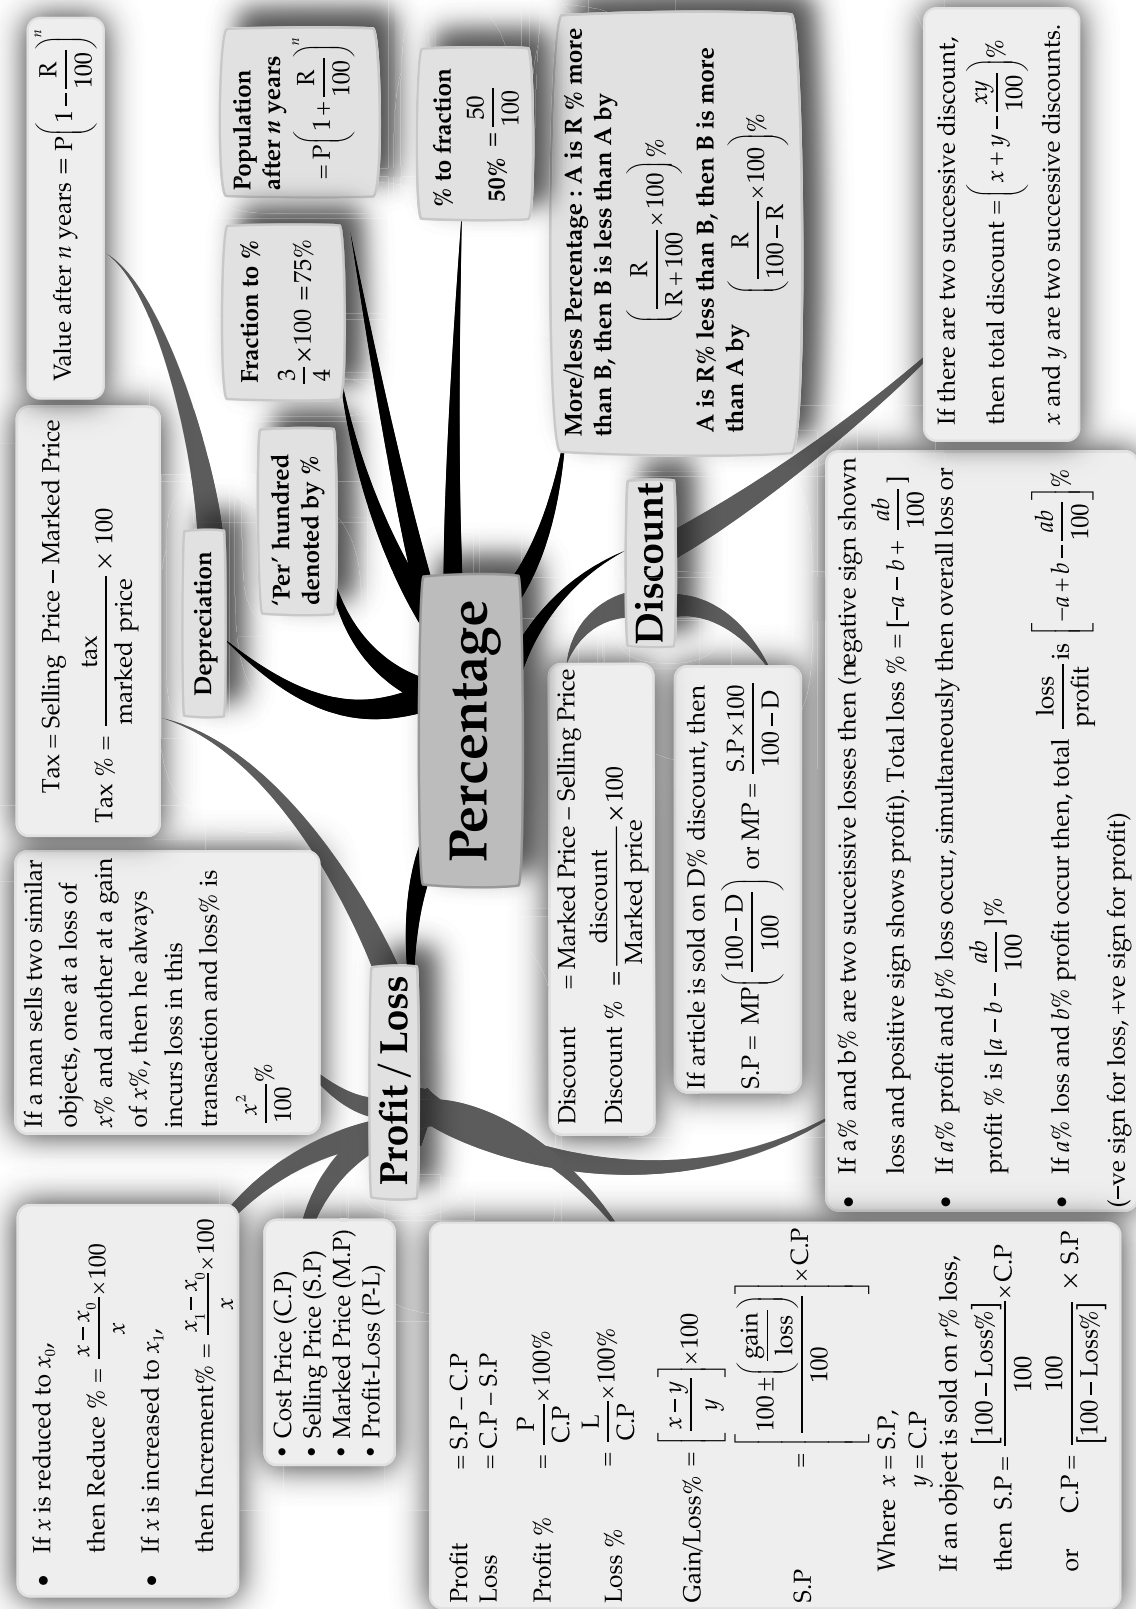 Percentage
'Per' hundred
denoted by %
Fraction to %
3/4 ×100 =75%
Population
after n years
= P(1+ R/100)^n
% to fraction
50% = 50/100
More/less Percentage : A is R % more
than B, then B is less than A by
(R/(R+100) ×100)%
A is R% less than B, then B is more
than A by (R/(100−R) ×100)%
Depreciation
Value after n years = P(1− R/100)^n
Discount
If there are two successive discount,
then total discount = (x+y− xy/100)%
x and y are two successive discounts.
Discount = Marked Price − Selling Price
Discount % = discount/Marked price ×100
If article is sold on D% discount, then
S.P = MP((100−D)/100) or MP = S.P×100/(100−D)
Profit / Loss
Tax = Selling Price − Marked Price
Tax % = tax/marked price × 100
If a man sells two similar
objects, one at a loss of
x% and another at a gain
of x%, then he always
incurs loss in this
transaction and loss% is
x²/100 %
• If x is reduced to x₀,
then Reduce % = (x−x₀)/x ×100
• If x is increased to x₁,
then Increment% = (x₁−x₀)/x ×100
• Cost Price (C.P)
• Selling Price (S.P)
• Marked Price (M.P)
• Profit-Loss (P-L)
Profit = S.P − C.P
Loss = C.P − S.P
Profit % = P/C.P ×100%
Loss % = L/C.P ×100%
Gain/Loss% = [(x−y)/y] ×100
S.P = [(100±(gain/loss))/100] ×C.P
Where x = S.P,
y = C.P
If an object is sold on r% loss,
then S.P = [100−Loss%]/100 ×C.P
or C.P = 100/[100−Loss%] × S.P
• If a% and b% are two succeissive losses then (negative sign shown
loss and positive sign shows profit). Total loss % = [−a − b + ab/100]
• If a% profit and b% loss occur, simultaneously then overall loss or
profit % is [a − b − ab/100]%
• If a% loss and b% profit occur then, total loss/profit is [−a+b− ab/100]%
(−ve sign for loss, +ve sign for profit)